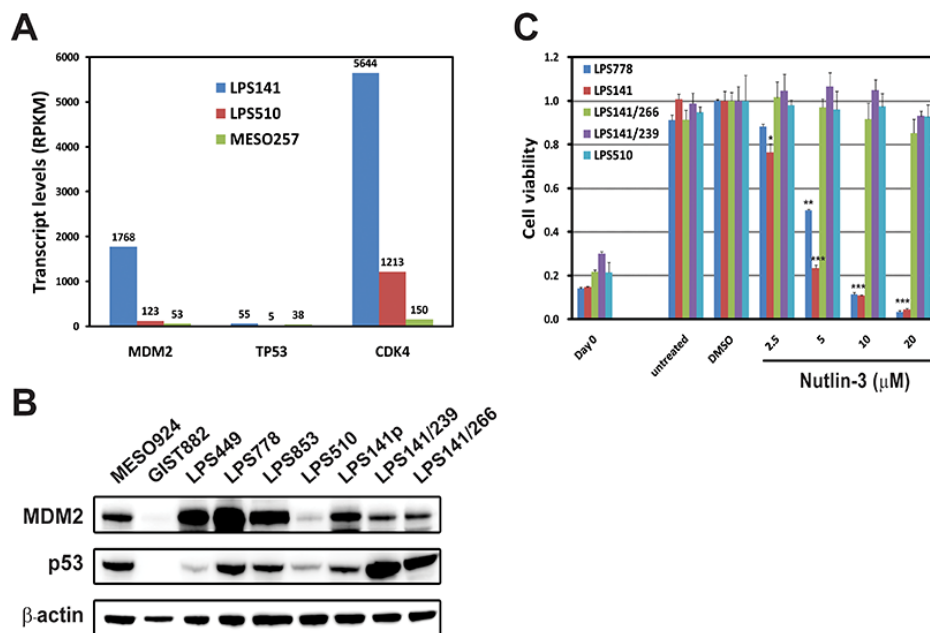 A
Transcript levels (RPKM)
6000
5000
4000
3000
2000
1000
0
LPS141
LPS510
MESO257
1768
123
53
55
5
38
5644
1213
150
MDM2
TP53
CDK4
C
Cell viability
1.2
1.0
0.8
0.6
0.4
0.2
0.0
LPS778
LPS141
LPS141/266
LPS141/239
LPS510
*
**
***
***
***
Day 0
untreated
DMSO
2.5
5
10
20
Nutlin-3 (μM)
B
MESO924
GIST882
LPS449
LPS778
LPS853
LPS510
LPS141p
LPS141/239
LPS141/266
MDM2
p53
β-actin